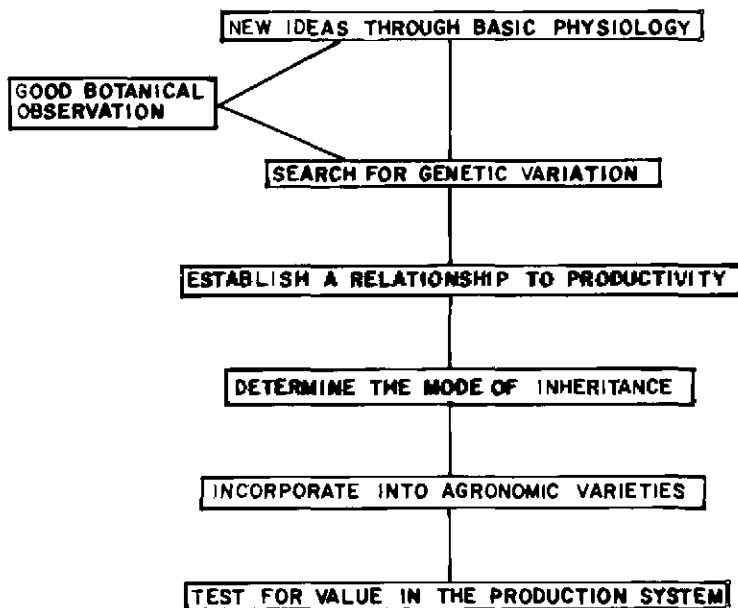 NEW IDEAS THROUGH BASIC PHYSIOLOGY
GOOD BOTANICAL
OBSERVATION
SEARCH FOR GENETIC VARIATION
ESTABLISH A RELATIONSHIP TO PRODUCTIVITY
DETERMINE THE MODE OF INHERITANCE
INCORPORATE INTO AGRONOMIC VARIETIES
TEST FOR VALUE IN THE PRODUCTION SYSTEM